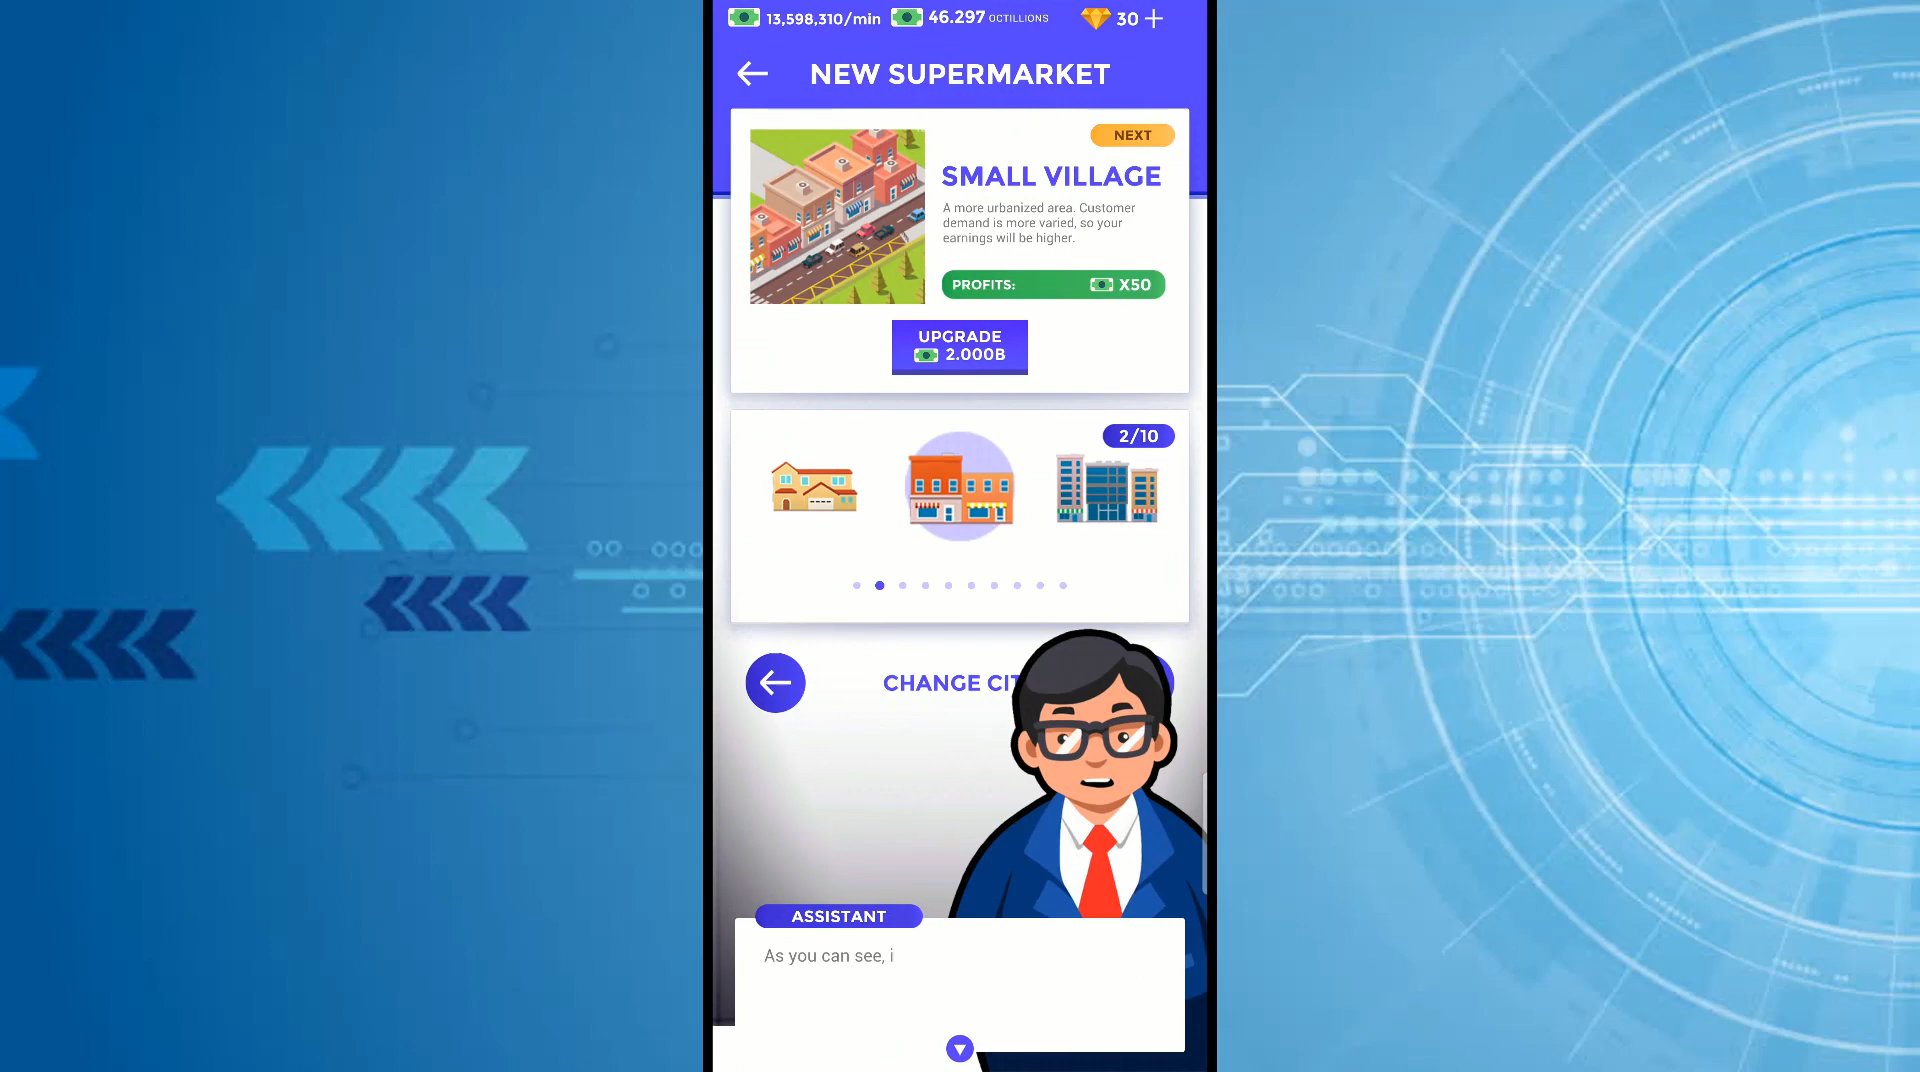 13,598,310/min 46.297 OCTILLIONS 30
NEW SUPERMARKET
NEXT
SMALL VILLAGE
A more urbanized area. Customer
demand is more varied, so your
earnings will be higher.
PROFITS: X50
UPGRADE
2.000B
2/10
CHANGE CIT
ASSISTANT
As you can see, i